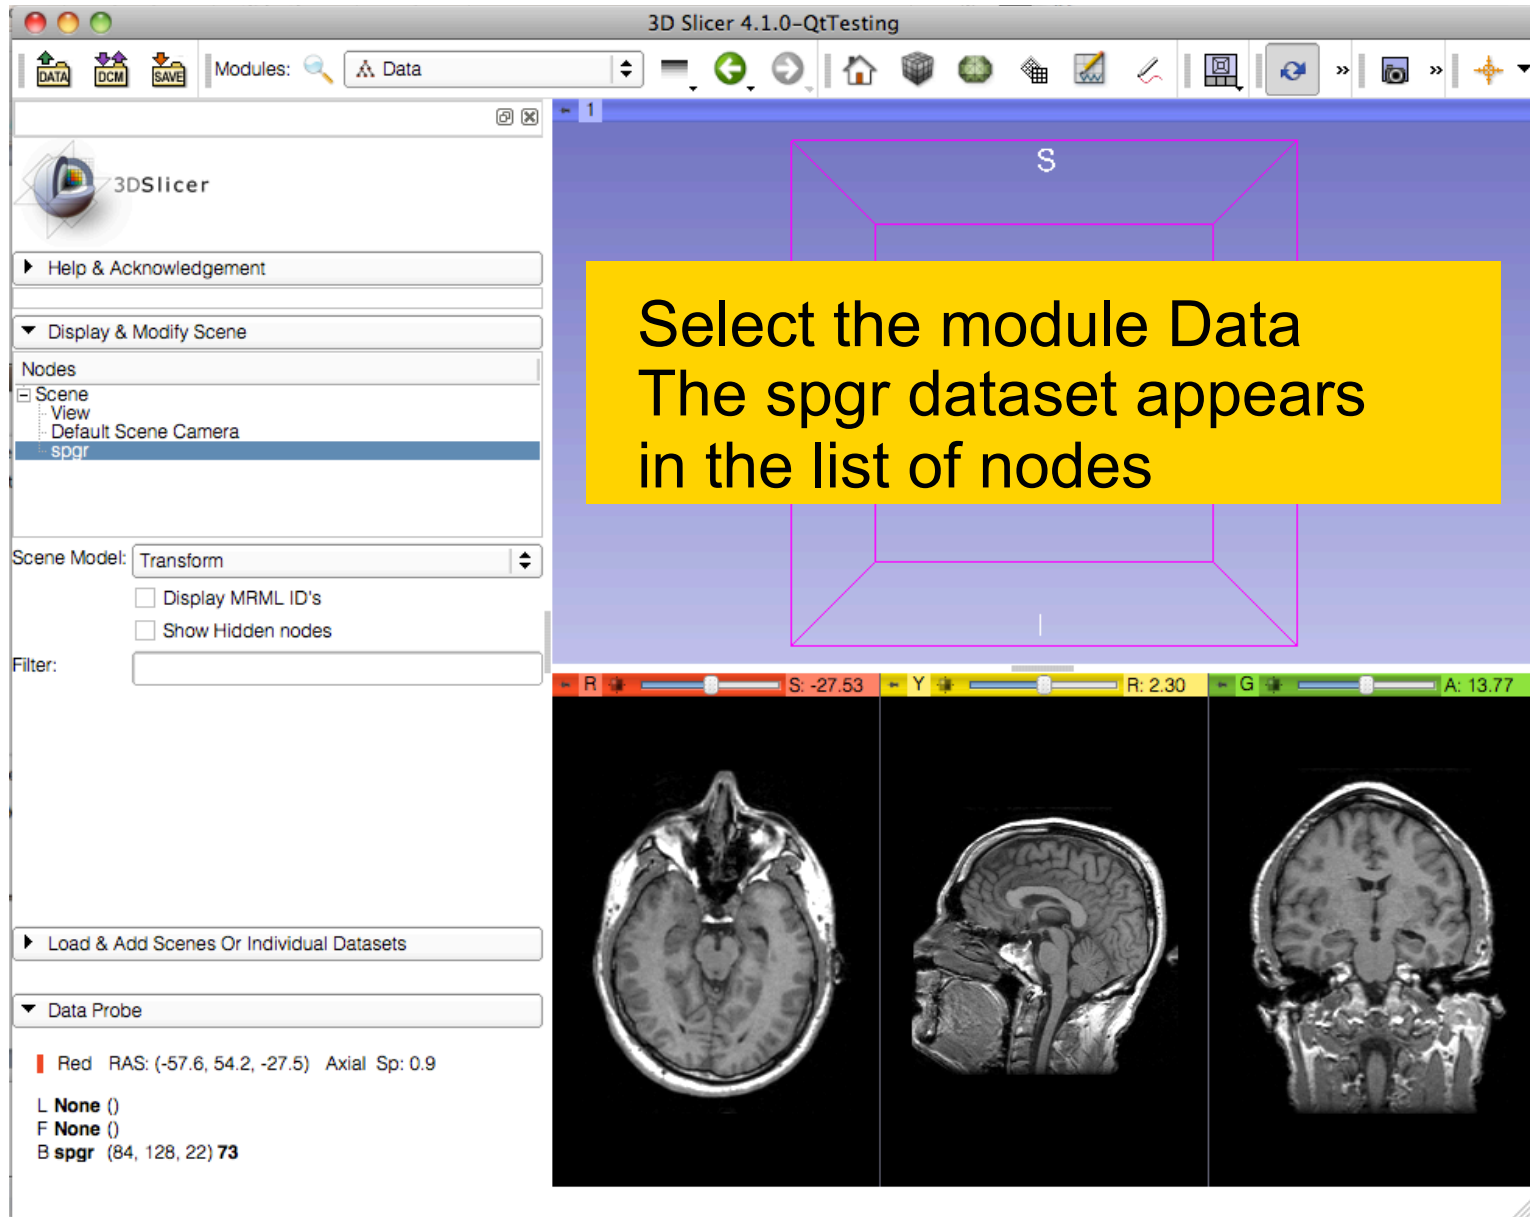 3D Slicer 4.1.0-QtTesting
DATA DCM SAVE Modules: Data
1
3DSlicer
Help & Acknowledgement
Display & Modify Scene
Nodes
Scene
View
Default Scene Camera
spgr
Scene Model: Transform
Display MRML ID's
Show Hidden nodes
Filter:
Load & Add Scenes Or Individual Datasets
Data Probe
Red RAS: (-57.6, 54.2, -27.5) Axial Sp: 0.9
L None ()
F None ()
B spgr (84, 128, 22) 73
S
Select the module Data
The spgr dataset appears
in the list of nodes
I
R S: -27.53 Y R: 2.30 G A: 13.77